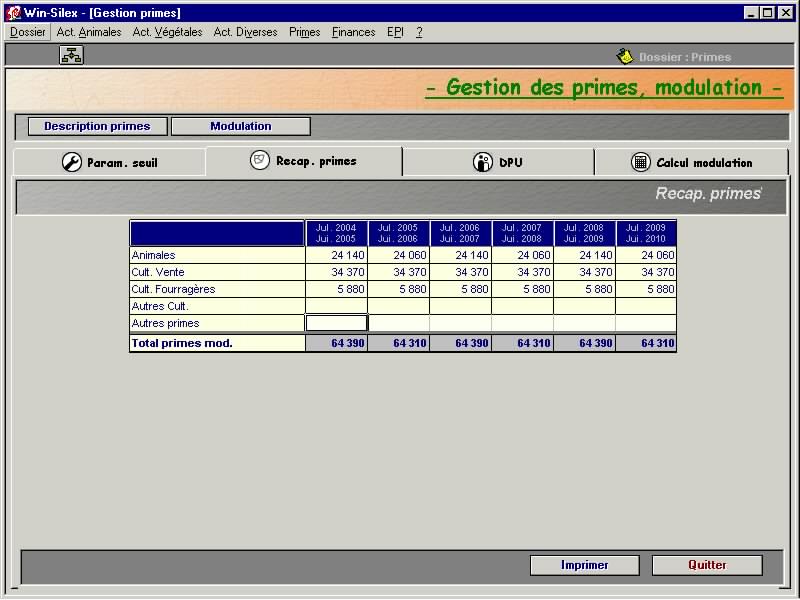 Win-Silex - [Gestion primes]
Dossier Act. Animales Act. Végétales Act. Diverses Primes Finances EPI ?
Dossier : Primes
- Gestion des primes, modulation -
Description primes Modulation
Param. seuil Recap. primes DPU Calcul modulation
Recap. primes
Jul. 2004 Jul. 2005 Jul. 2006 Jul. 2007 Jul. 2008 Jul. 2009
Jui. 2005 Jui. 2006 Jui. 2007 Jui. 2008 Jui. 2009 Jui. 2010
Animales 24 140 24 060 24 140 24 060 24 140 24 060
Cult. Vente 34 370 34 370 34 370 34 370 34 370 34 370
Cult. Fourragères 5 880 5 880 5 880 5 880 5 880 5 880
Autres Cult.
Autres primes
Total primes mod. 64 390 64 310 64 390 64 310 64 390 64 310
Imprimer Quitter